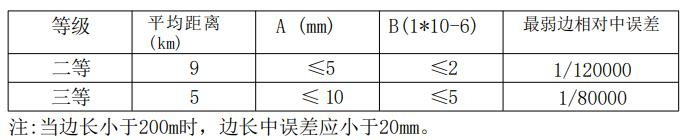 等级 平均距离(km) A (mm) B(1*10-6) 最弱边相对中误差
二等 9 ≤5 ≤2 1/120000
三等 5 ≤ 10 ≤5 1/80000
注:当边长小于200m时，边长中误差应小于20mm。